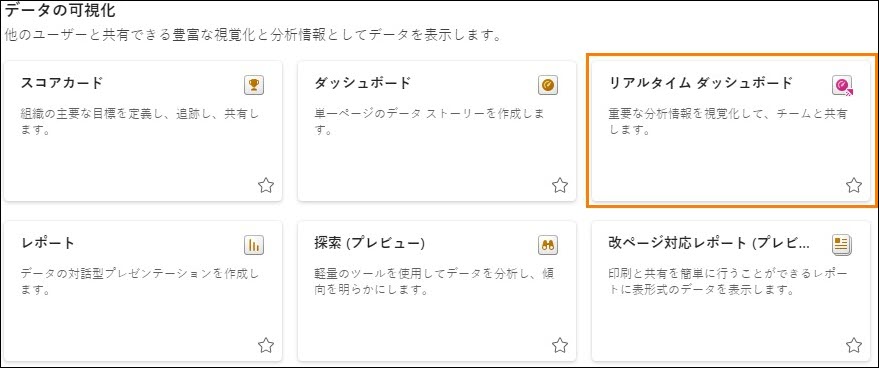 データの可視化
他のユーザーと共有できる豊富な視覚化と分析情報としてデータを表示します。
スコアカード
組織の主要な目標を定義し、追跡し、共有し
ます。
ダッシュボード
単一ページのデータ ストーリーを作成しま
す。
リアルタイム ダッシュボード
重要な分析情報を視覚化して、チームと共有
します。
レポート
データの対話型プレゼンテーションを作成し
ます。
探索 (プレビュー)
軽量のツールを使用してデータを分析し、傾
向を明らかにします。
改ページ対応レポート (プレビ...
印刷と共有を簡単に行うことができるレポー
トに表形式のデータを表示します。